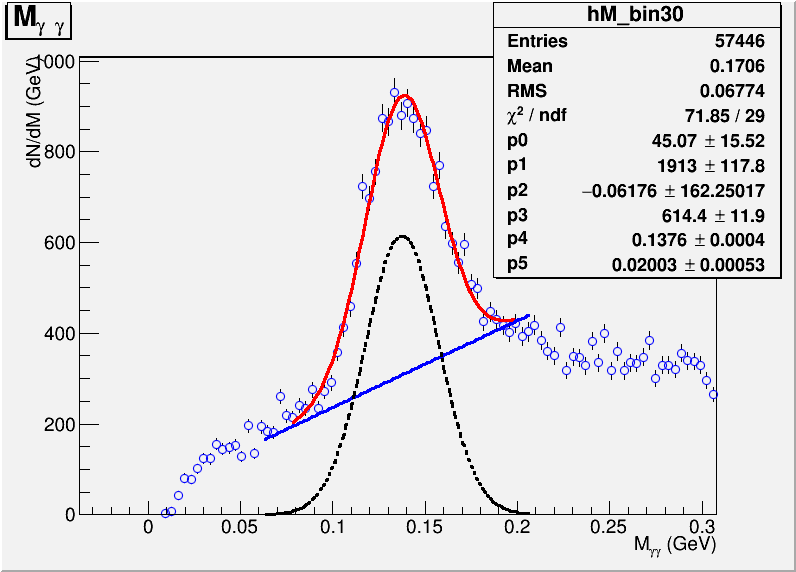 M_γ γ
hM_bin30
Entries 57446
Mean 0.1706
RMS 0.06774
χ² / ndf 71.85 / 29
p0 45.07 ± 15.52
p1 1913 ± 117.8
p2 −0.06176 ± 162.25017
p3 614.4 ± 11.9
p4 0.1376 ± 0.0004
p5 0.02003 ± 0.00053
dN/dM (GeV)
1000
800
600
400
200
0
0 0.05 0.1 0.15 0.2 0.25 0.3
M_γγ (GeV)